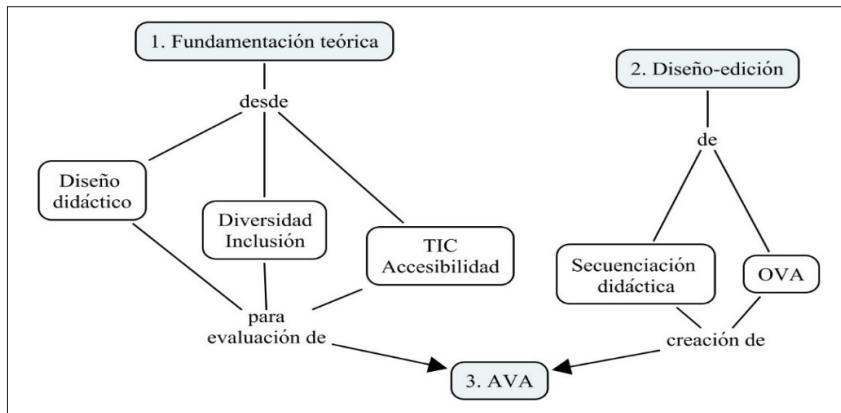 1. Fundamentación teórica
desde
Diseño
didáctico
Diversidad
Inclusión
TIC
Accesibilidad
para
evaluación de
2. Diseño-edición
de
Secuenciación
didáctica
OVA
creación de
3. AVA